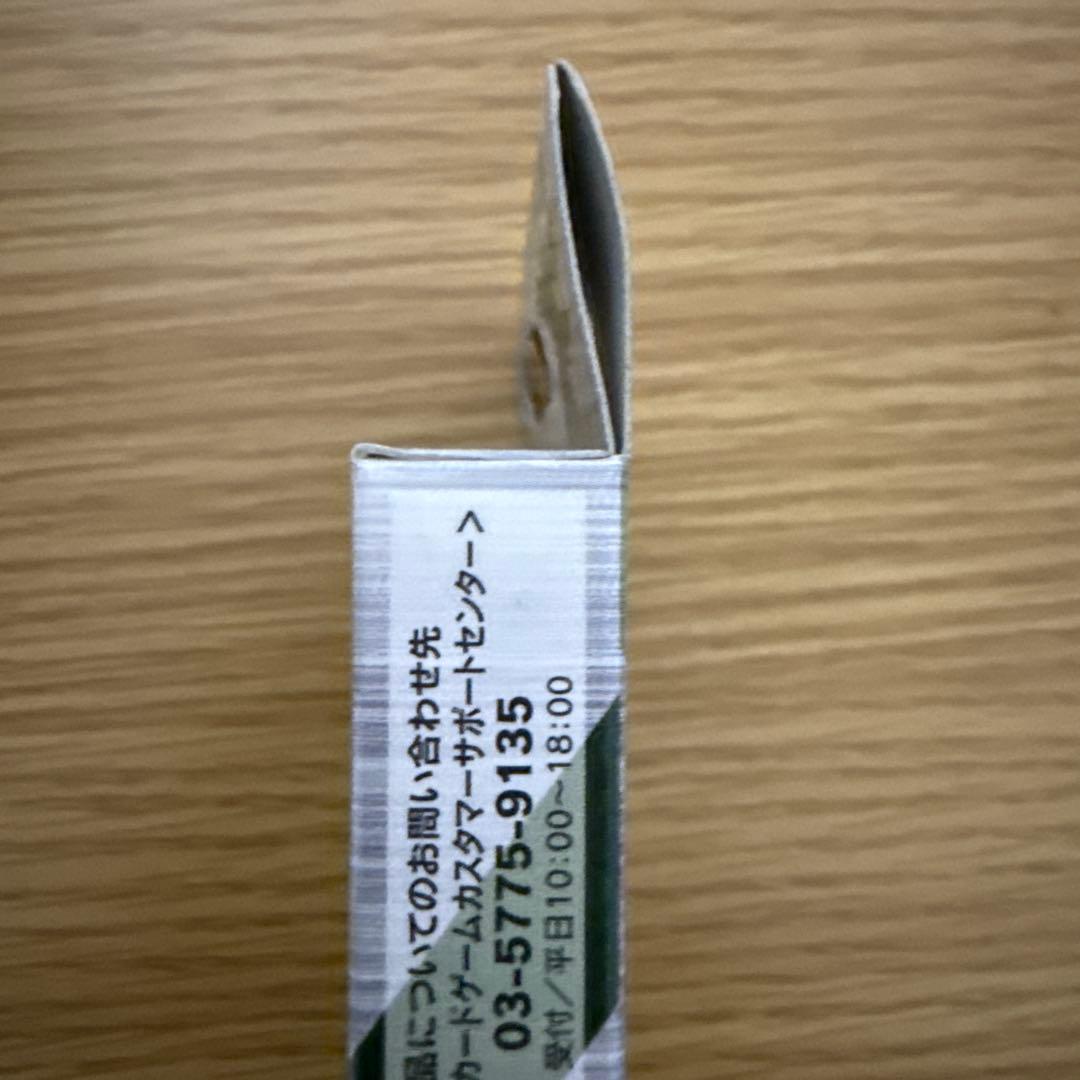 品についてのお問い合わせ先
カードゲームカスタマーサポートセンター>
03-5775-9135
受付/平日10:00~18:00